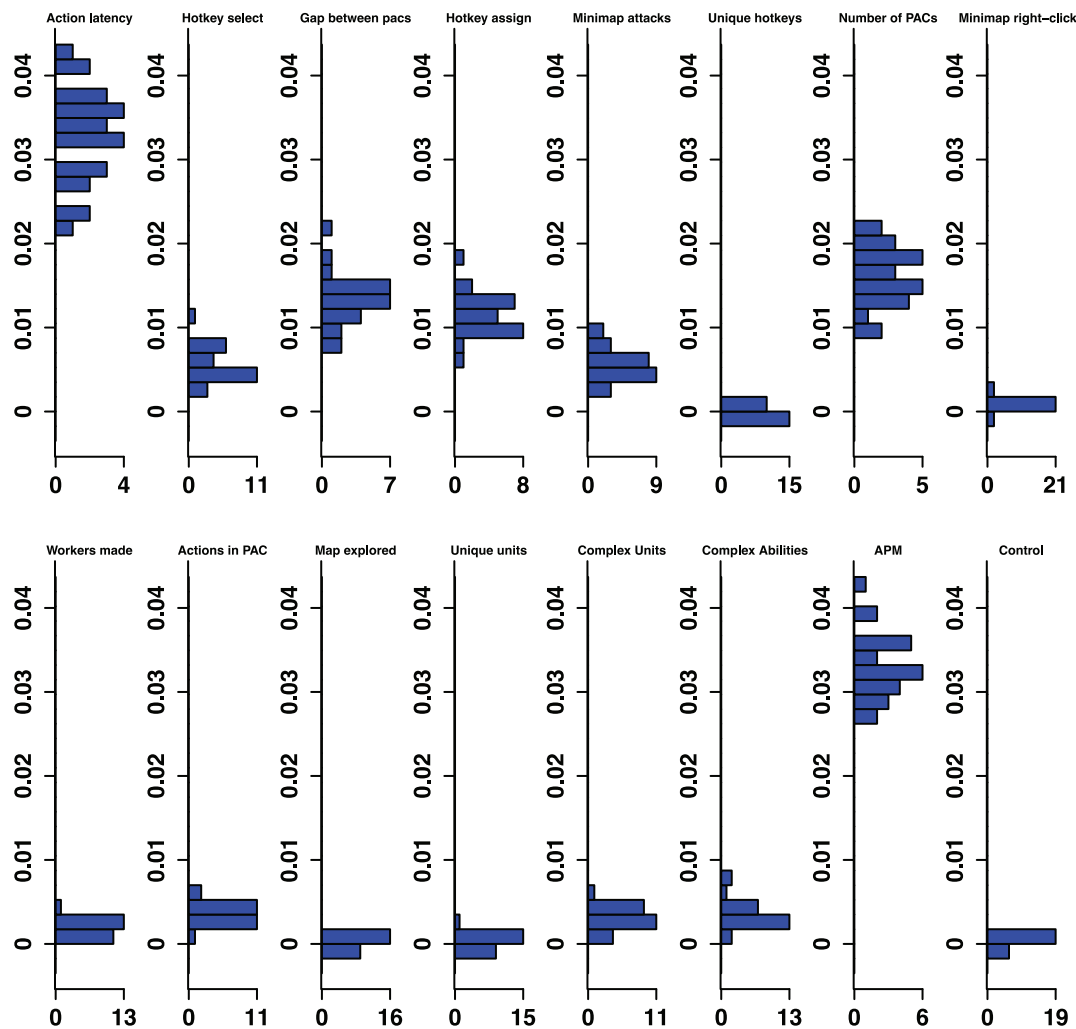 Action latency Hotkey select Gap between pacs Hotkey assign Minimap attacks Unique hotkeys Number of PACs Minimap right−click
0.04 0.04 0.04 0.04 0.04 0.04 0.04 0.04
0.03 0.03 0.03 0.03 0.03 0.03 0.03 0.03
0.02 0.02 0.02 0.02 0.02 0.02 0.02 0.02
0.01 0.01 0.01 0.01 0.01 0.01 0.01 0.01
0 0 0 0 0 0 0 0
0 4 0 11 0 7 0 8 0 9 0 15 0 5 0 21
Workers made Actions in PAC Map explored Unique units Complex Units Complex Abilities APM Control
0.04 0.04 0.04 0.04 0.04 0.04 0.04 0.04
0.03 0.03 0.03 0.03 0.03 0.03 0.03 0.03
0.02 0.02 0.02 0.02 0.02 0.02 0.02 0.02
0.01 0.01 0.01 0.01 0.01 0.01 0.01 0.01
0 0 0 0 0 0 0 0
0 13 0 11 0 16 0 15 0 11 0 13 0 6 0 19